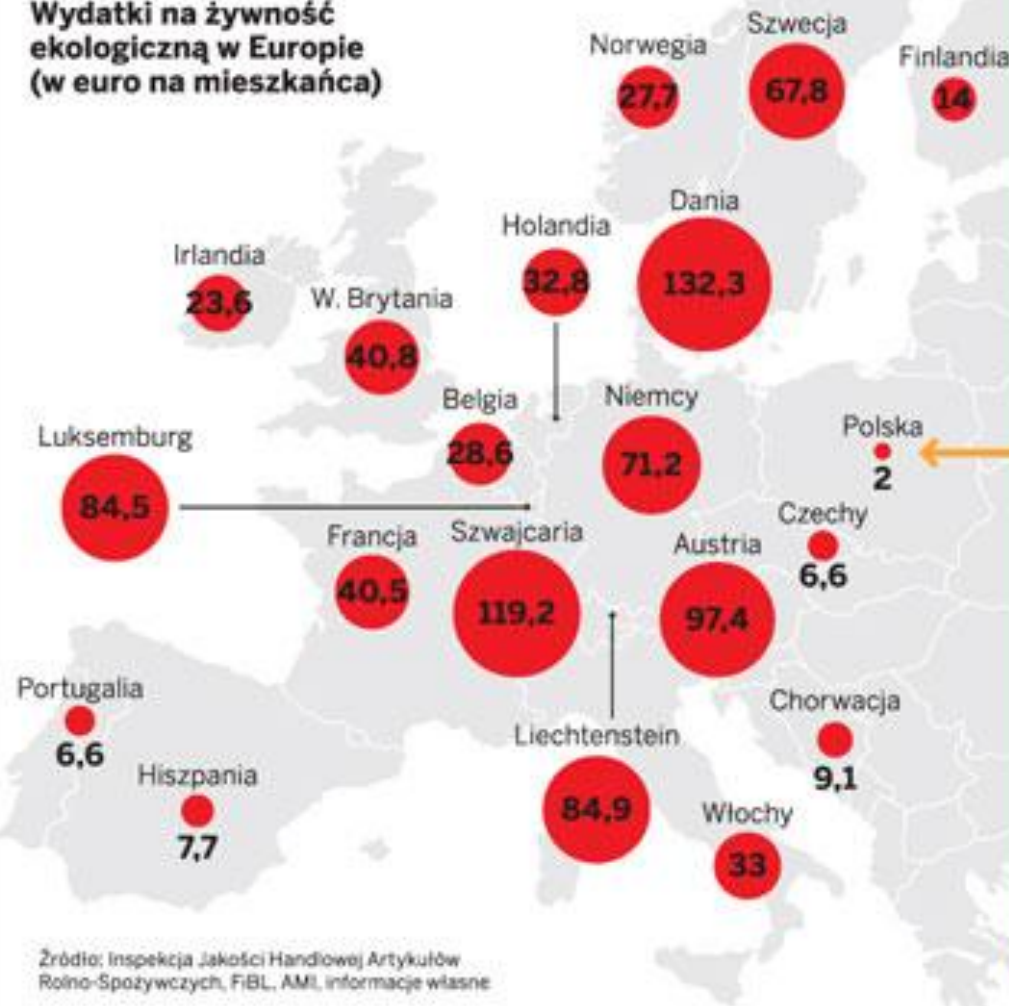 Wydatki na żywność
ekologiczną w Europie
(w euro na mieszkańca)
Szwecja
67,8
Norwegia
27,7
Finlandia
14
Dania
132,3
Holandia
32,8
Irlandia
23,6
W. Brytania
40,8
Belgia
28,6
Niemcy
71,2
Polska
2
Luksemburg
84,5
Czechy
6,6
Francja
40,5
Szwajcaria
119,2
Austria
97,4
Portugalia
6,6
Hiszpania
7,7
Liechtenstein
84,9
Chorwacja
9,1
Włochy
33
Źródło: Inspekcja Jakości Handlowej Artykułów
Rolno-Spożywczych, FiBL, AMI, informacje własne